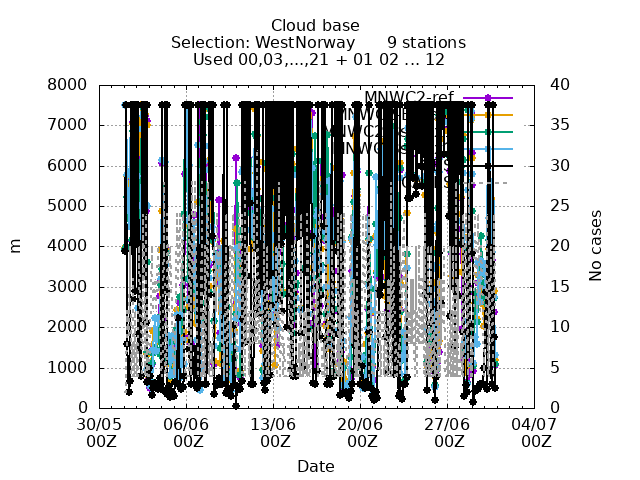 Cloud base
Selection: WestNorway 9 stations
Used 00,03,...,21 + 01 02 ... 12
8000
7000
6000
5000
4000
3000
2000
1000
0
40
35
30
25
20
15
10
5
0
MNWC2-ref
m
No cases
30/05 06/06 13/06 20/06 27/06 04/07
00Z 00Z 00Z 00Z 00Z 00Z
Date